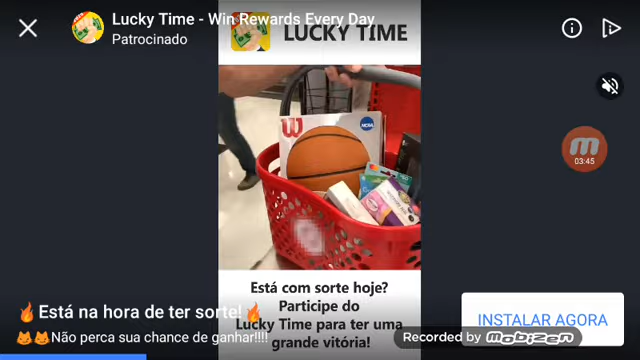 Lucky Time - Win Rewards Every Day
Patrocinado
LUCKY TIME
W
NCAA
03:45
Está com sorte hoje?
Participe do
Lucky Time para ter uma
grande vitória!
🔥Está na hora de ter sorte!🔥
🐱🐱Não perca sua chance de ganhar!!!!
INSTALAR AGORA
Recorded by mobizen